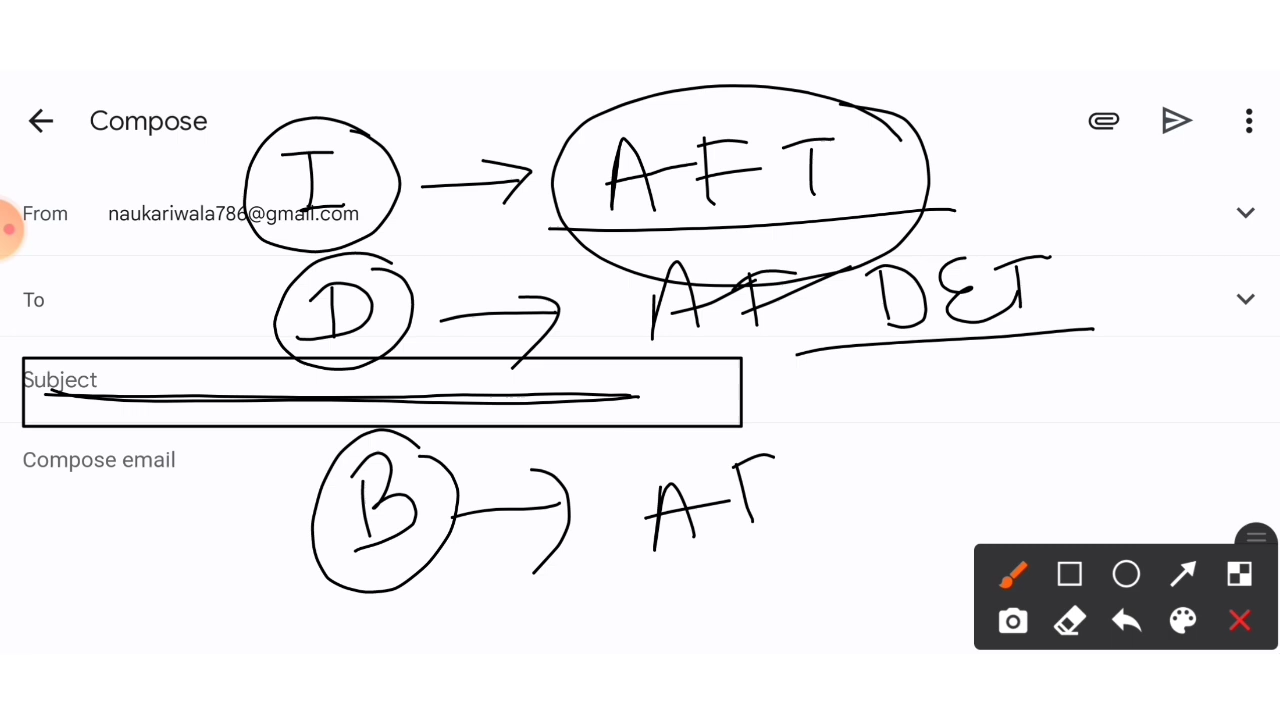 Compose
I → AFT
From naukariwala786@gmail.com
D → AF DET
To
Subject
Compose email
B → AF